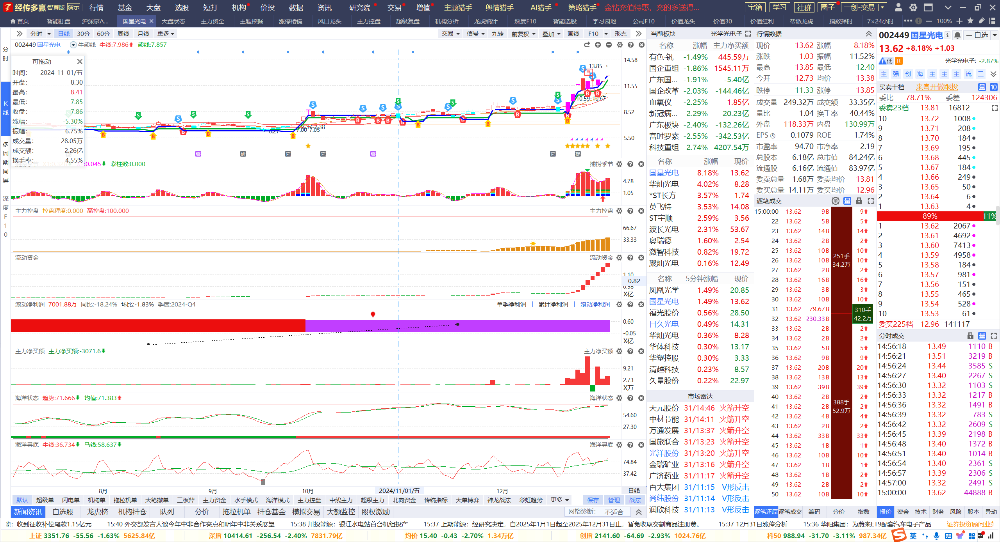 经传多赢 智尊版 演示 行情 基金 大盘 选股 短打 机构 价投 数据 资讯 研究院 交易 增值 主题猎手 舆情猎手 AI猎手 策略猎手 金钻充值特惠，充的多送得... 宝箱 学习 社群 圈子 一创-交易
首页 智能盯盘 沪深京A... 国星光电 大盘状态 主力资金 主题挖掘 涨停棱镜 风口龙头 主力控盘 超级复盘 机构分析 龙虎统计 深度F10 智能选股 学习园地 公司F10 价值龙头 价值30 价值红利 帮派龙虎 指数择时 7×24小时 100%
分时 日线 30分 60分 周线 月线 更多 交易 信号 九转 前复权 叠加 画线 F10 形态
002449 国星光电 牛熊线 牛线:7.986 熊线:7.857
分时
K线
多周期同屏
深度F10
可拖动
时间: 2024-11-01/五
开盘: 8.30
最高: 8.41
最低: 7.85
收盘: 7.86
涨幅: -5.30%
振幅: 6.75%
成交量: 28.05万
成交额: 2.26亿
换手率: 4.55%
13.85
10.59-10.67
7.37-7.38
7.00-7.05
6.27
14.58
11.55
8.52
5.50
0.045 彩柱数:0.000 捕捞季节
4.78
1.05
主力控盘 控盘程度:0.000 高控盘:100.000 主力控盘
66.67
33.33
流动资金 流动资金
1.10
0.82
0.58
X亿
滚动净利润 7001.88万 同比:-18.24% 环比:-1.83% 季度:2024-Q4 单季净利润 累计净利润 滚动净利润
0.60
-0.05
X亿
主力净买额 主力净买额:-3071.6 主力净买额
9.21
2.73
X万
海洋状态 趋势:71.666 均值:71.383 海洋状态
54.60
27.30
海洋寻底 牛线:36.734 马线:58.637 海洋寻底
74.84
37.42
8月 9月 10月 2024/11/01/五 12月 日线
默认 超级单 闪电单 机构单 拖拉机单 大笔撤单 三板斧 主力资金 水手模式 海洋模式 主力控盘 中线主力 超级主力 北向资金 传统指标 大单博弈 神龙战法 彩虹趋势 更多 保存 管理 战法
新闻资讯 自选股 龙虎榜 机构持仓 队列 分价 拖拉机单 持仓基金 模拟交易 大额监控 股权激励 网格诊断: 不适合
当前板块 光学光电子
名称 涨幅 主力净买额
有色·钒 -1.49% 445.59万
国企重组 -1.86% 1545.11万
广东国... -1.91% -5.40亿
国企改革 -2.03% -144.46亿
血氧仪 -2.25% 1.85亿
新冠病... -2.29% -20.23亿
广东板块 -2.40% -132.26亿
富时罗素 -2.55% -342.53亿
科技重组 -2.74% -4207.54万
名称 涨幅 现价
国星光电 8.18% 13.62
华灿光电 4.02% 8.28
*ST长方 3.57% 1.74
英飞特 3.53% 14.08
ST宇顺 2.59% 3.56
波长光电 2.31% 53.67
奥瑞德 1.60% 2.54
激智科技 0.82% 19.72
聚灿光电 0.16% 12.49
名称 5分钟涨幅 现价
凤凰光学 1.49% 20.85
国星光电 1.49% 13.62
福光股份 0.56% 28.50
日久光电 0.49% 14.31
华灿光电 0.36% 8.28
华体科技 0.30% 13.17
华塑控股 0.30% 3.33
清越科技 0.23% 8.57
久量股份 0.22% 22.97
市场雷达
天元股份 31/14:46 火箭升空
中材节能 31/14:11 火箭升空
万通发展 31/13:37 火箭升空
国旅联合 31/13:23 火箭升空
光洋股份 31/13:20 火箭升空
金瑞矿业 31/13:16 火箭升空
广济药业 31/11:17 火箭升空
百大集团 31/11:15 V形反击
尚纬股份 31/11:14 V形反击
润欣科技 31/11:13 V形反击
行情数据
现价 13.62 涨幅 8.18%
涨跌 1.03 振幅 11.52%
最高 13.85 最低 12.40
今开 12.73 均价 13.38
跌停 11.33 涨停 13.85
成交量 249.32万 成交额 33.35亿
量比 1.04 换手率 40.44%
外盘 118.33万 内盘 130.99万
EPS③ 0.1079 ROE 1.74%
市盈率 94.70 市净率 2.19
总股本 6.18亿 总市值 84.24亿
流通股 6.16亿 流通值 83.97亿
委卖总量 1.68万 委卖均价 13.81
委买总量 14.11万 委买均价 12.96
逐笔成交 单 量
15:00:00 13.62 9B 9
22 13.62 5B 5
23 13.62 14B 14
24 13.62 2B 2
25 13.62 10B 10
26 13.62 10B 10
27 13.62 2B 2
28 13.62 16B 16
29 13.62 3B 3
30 13.62 10B 10
31 13.62 79.67B
32 13.62 230.33B
33 13.62 2B 2
34 13.62 2B 2
35 13.62 5B 5
36 13.62 9B 9
37 13.62 20B 20
38 13.62 13B 13
39 13.62 39B 39
40 13.62 2B 2
41 13.62 2B 2
42 13.62 4B 4
43 13.62 2B 2
44 13.62 33B 33
45 13.62 1B 1
46 13.62 10B 10
47 13.62 1B 1
48 13.62 1B 2
49 13.62 2B 2
50 13.62 10B 10
251手
34.2万
310手
42.2万
388手
52.9万
逐笔还原 逐笔成交 筹码 分价 指数
002449 国星光电 自选
13.62 +8.18% +1.03
低 R 光学光电子: -2.87%
主 强 创 海 主 主 主 流 三
买卖十档 来粤开做跟投 量 10
委比 78.71% 委差 124306
委卖23档 13.81 16812
10 13.72 1008
9 13.71 208
8 13.70 184
7 13.69 195
6 13.68 445
5 13.67 184
4 13.66 249
3 13.65 50
2 13.64 6
1 13.63 4
89% 11%
1 13.62 2067
2 13.61 4692
3 13.60 7413
4 13.59 4958
5 13.58 184
6 13.57 981
7 13.56 151
8 13.55 465
9 13.54 528
10 13.53 61
委买225档 12.96 141117
分时成交 量
14:56:18 13.49 1110 B
14:56:21 13.51 3219 B
14:56:24 13.44 3585 S
14:56:27 13.40 2267 S
14:56:30 13.32 1103 S
14:56:33 13.32 1217 B
14:56:36 13.32 1491 B
14:56:39 13.32 783 S
14:56:42 13.32 2609 S
14:56:45 13.39 2198 B
14:56:48 13.40 1372 B
14:56:51 13.40 1014 B
14:56:54 13.40 2361 S
14:56:57 13.39 2306 S
14:57:00 13.32 2491 S
15:00:00 13.62 44888 B
报价 资金 技术 财务 风险 股本 异动
能：收到征收补偿尾款1.15亿元 15:40 外交部发言人谈今年中非合作亮点和明年中非关系展望 15:38 川投能源：银江水电站首台机组投产 15:37 上期能源：经研究决定，自2025年1月1日起至2025年12月31日止，暂免收取交割商品注册费。 15:37 12月31日涨停分析 15:36 华阳集团：为蔚来ET9配套汽车电子产品 证券投资顾问业务
上证 3351.76 -55.56 -1.63% 5625.84亿 深指 10414.61 -256.54 -2.40% 7831.79亿 均价 15.40 -0.43 -2.70% 1.34万亿 创指 2141.60 -64.69 -2.93% 1024.76亿 科50 988.94 -31.70 -3.11% 987.34亿 英